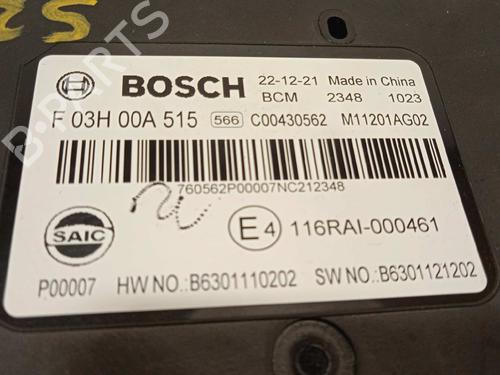 BOSCH 22-12-21 Made in China
BCM 2348 1023
F 03H 00A 515 566 C00430562 M11201AG02
760562P00007NC212348
SAIC E4 116RAI-000461
P00007 HW NO.:B6301110202 SW NO.:B6301121202
B-PARTS